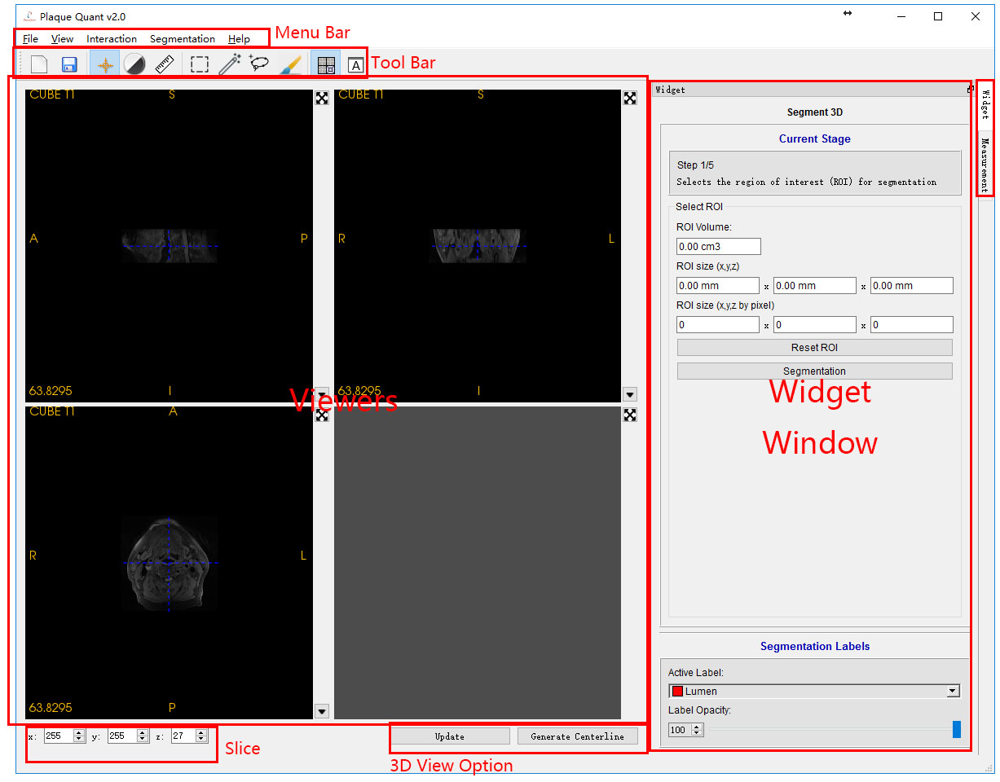 Plaque Quant v2.0
File View Interaction Segmentation Help
Menu Bar
A
Tool Bar
CUBE T1
S
A
P
63.8295
I
CUBE T1
S
R
L
63.8295
I
Viewers
CUBE T1
A
R
L
63.8295
P
Widget
Segment 3D
Current Stage
Step 1/5
Selects the region of interest (ROI) for segmentation
Select ROI
ROI Volume:
0.00 cm3
ROI size (x,y,z)
0.00 mm x 0.00 mm x 0.00 mm
ROI size (x,y,z by pixel)
0 x 0 x 0
Reset ROI
Segmentation
Widget
Window
Segmentation Labels
Active Label:
Lumen
Label Opacity:
100
Widget
Measurement
x: 255 y: 255 z: 27
Slice
Update
Generate Centerline
3D View Option